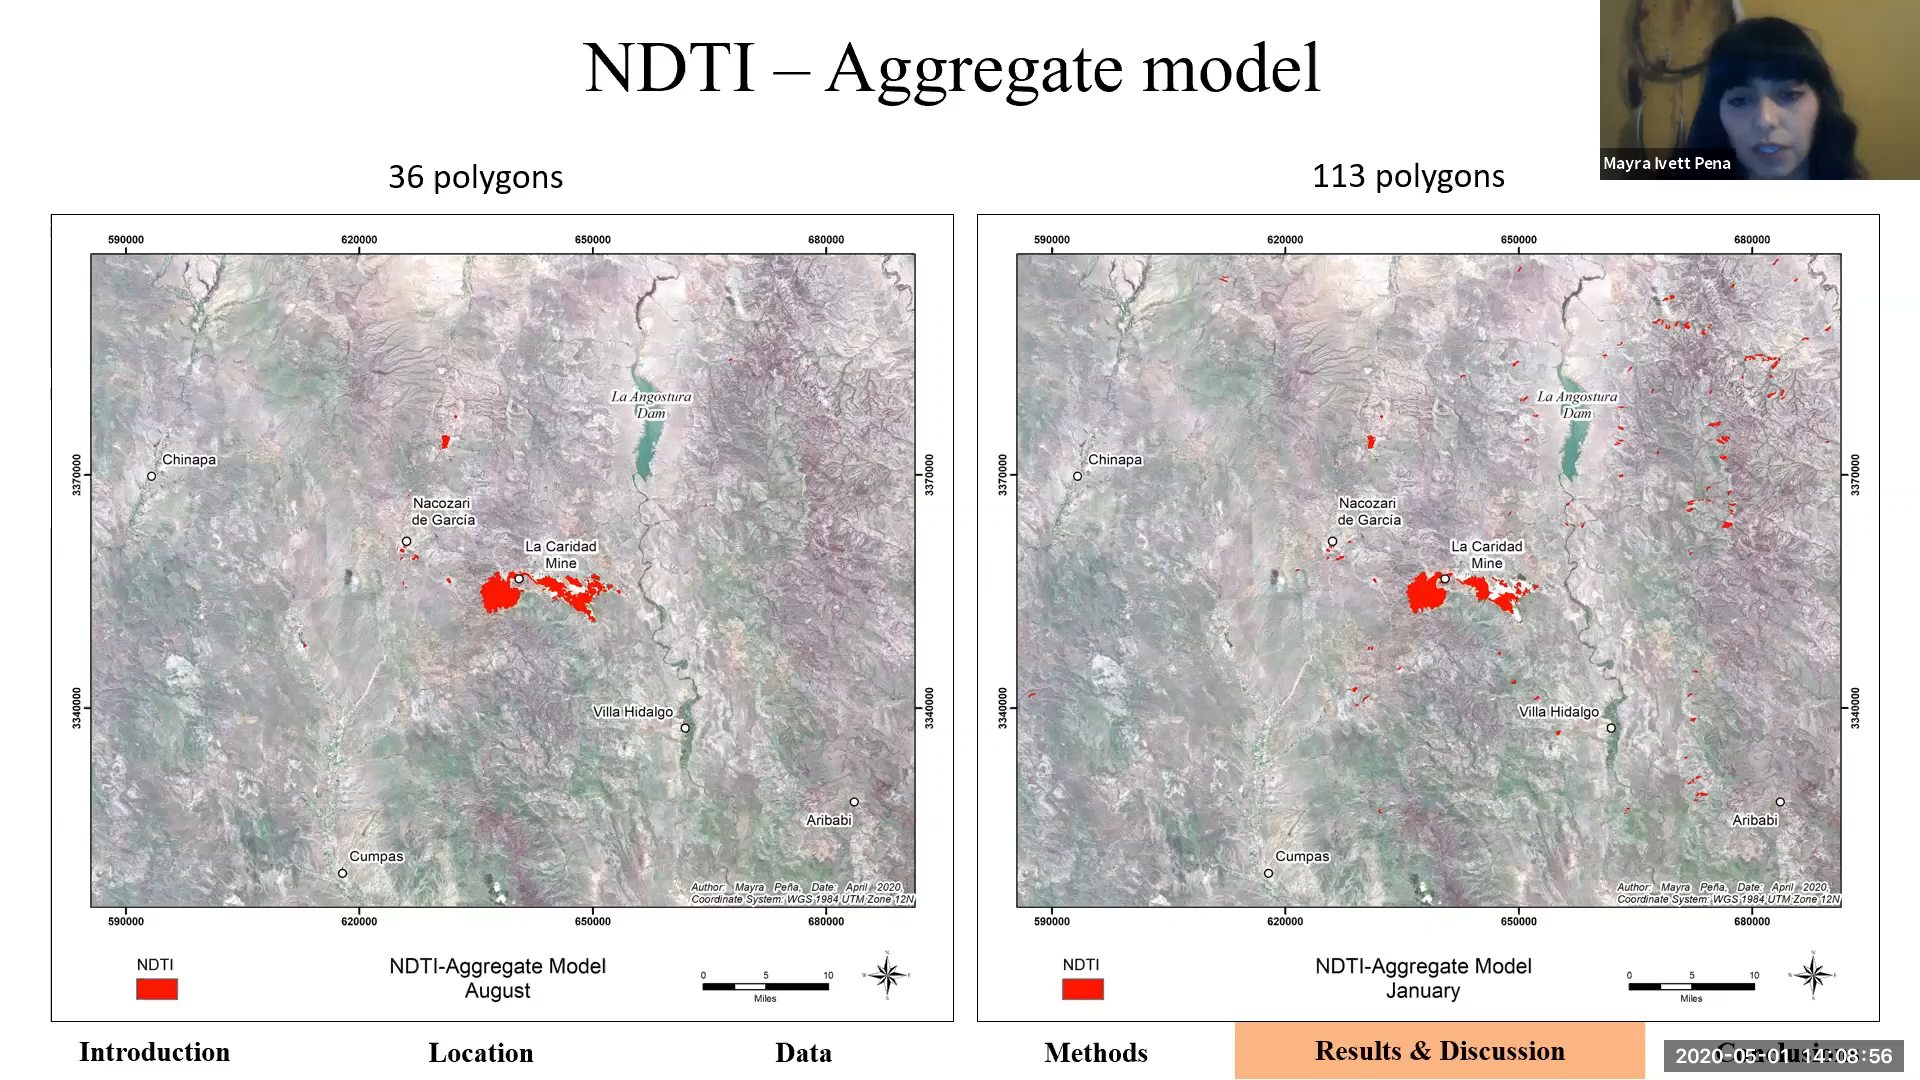 NDTI – Aggregate model
Mayra Ivett Pena
36 polygons
113 polygons
590000 620000 650000 680000
La Angostura
Dam
Chinapa
3370000
3370000
Nacozari
de García
La Caridad
Mine
3340000
3340000
Villa Hidalgo
Aribabi
Cumpas
Author: Mayra Peña, Date: April 2020,
Coordinate System: WGS 1984 UTM Zone 12N
590000 620000 650000 680000
NDTI
NDTI-Aggregate Model
August
0 5 10
Miles
N
W E
S
590000 620000 650000 680000
La Angostura
Dam
Chinapa
3370000
3370000
Nacozari
de García
La Caridad
Mine
3340000
3340000
Villa Hidalgo
Aribabi
Cumpas
Author: Mayra Peña, Date: April 2020,
Coordinate System: WGS 1984 UTM Zone 12N
590000 620000 650000 680000
NDTI
NDTI-Aggregate Model
January
0 5 10
Miles
N
W E
S
Introduction Location Data Methods Results & Discussion
2020-05-01 14:08:56